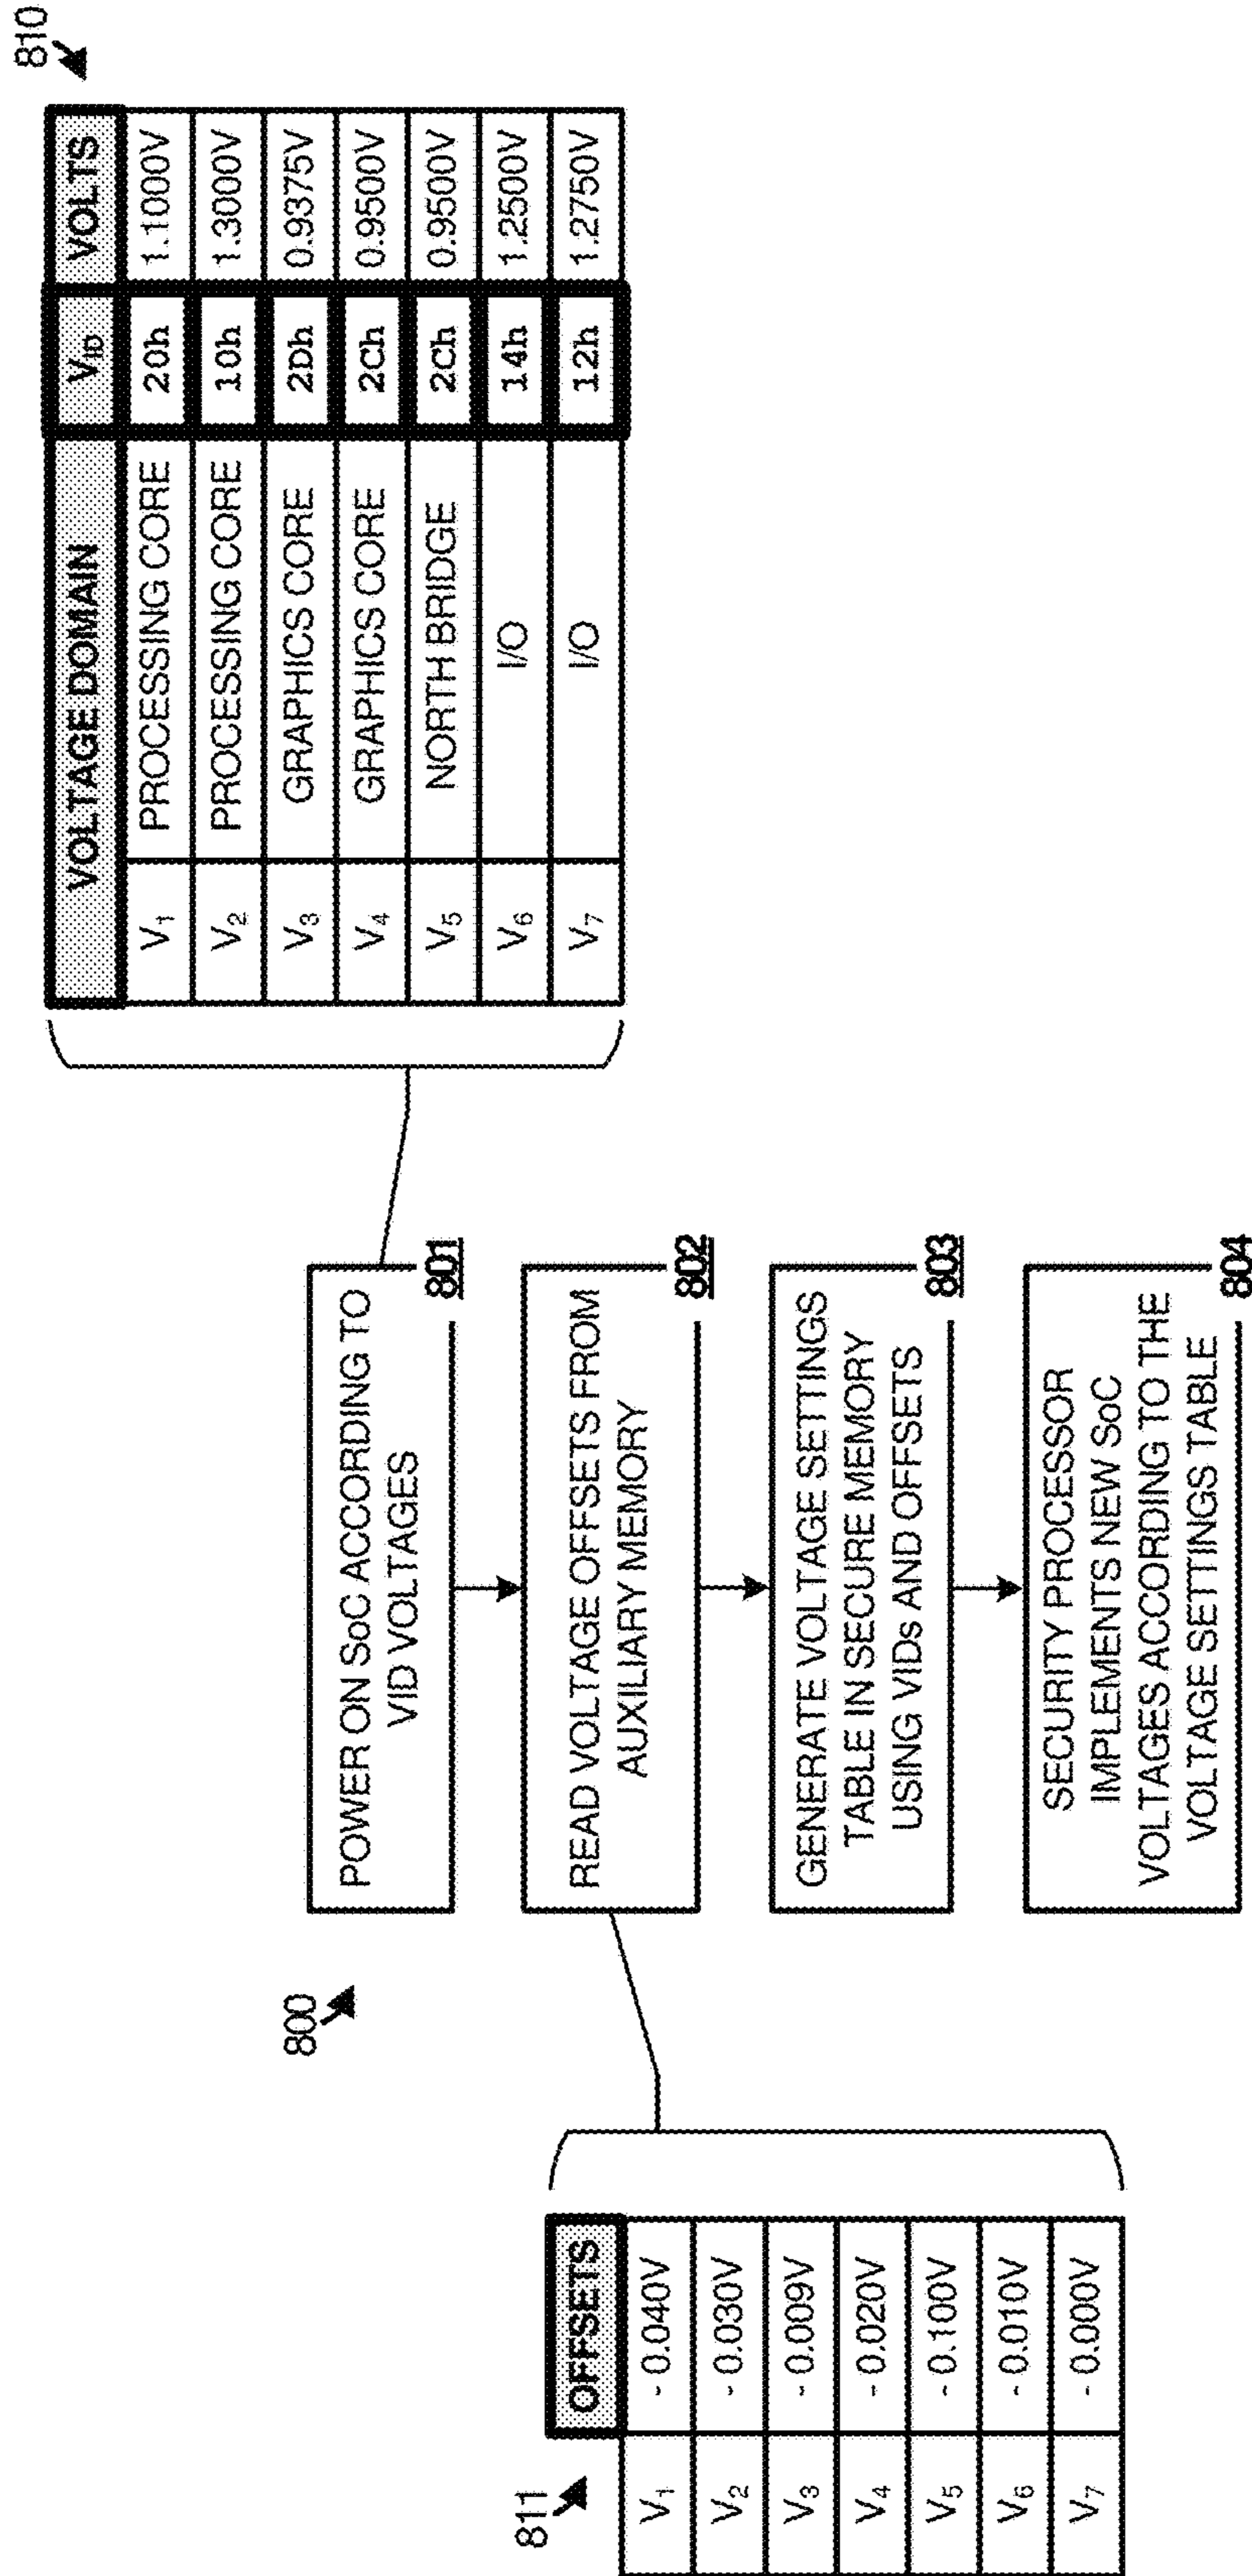 800
POWER ON SoC ACCORDING TO
VID VOLTAGES
801
READ VOLTAGE OFFSETS FROM
AUXILIARY MEMORY
802
GENERATE VOLTAGE SETTINGS
TABLE IN SECURE MEMORY
USING VIDs AND OFFSETS
803
SECURITY PROCESSOR
IMPLEMENTS NEW SoC
VOLTAGES ACCORDING TO THE
VOLTAGE SETTINGS TABLE
804
810
VOLTAGE DOMAIN VID VOLTS
V1 PROCESSING CORE 20h 1.1000V
V2 PROCESSING CORE 10h 1.3000V
V3 GRAPHICS CORE 2Dh 0.9375V
V4 GRAPHICS CORE 2Ch 0.9500V
V5 NORTH BRIDGE 2Ch 0.9500V
V6 I/O 14h 1.2500V
V7 I/O 12h 1.2750V
811
OFFSETS
V1 - 0.040V
V2 - 0.030V
V3 - 0.009V
V4 - 0.020V
V5 - 0.100V
V6 - 0.010V
V7 - 0.000V